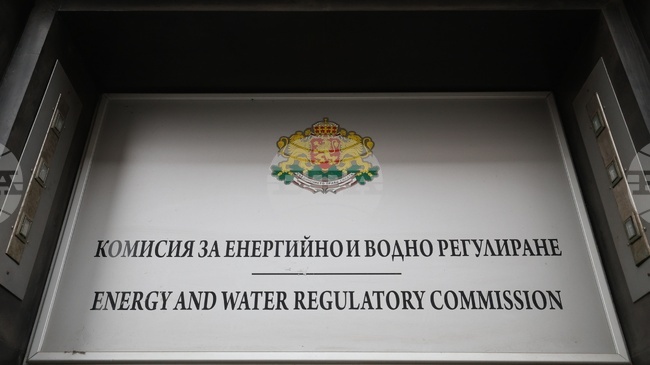 КОМИСИЯ ЗА ЕНЕРГИЙНО И ВОДНО РЕГУЛИРАНЕ
ENERGY AND WATER REGULATORY COMMISSION